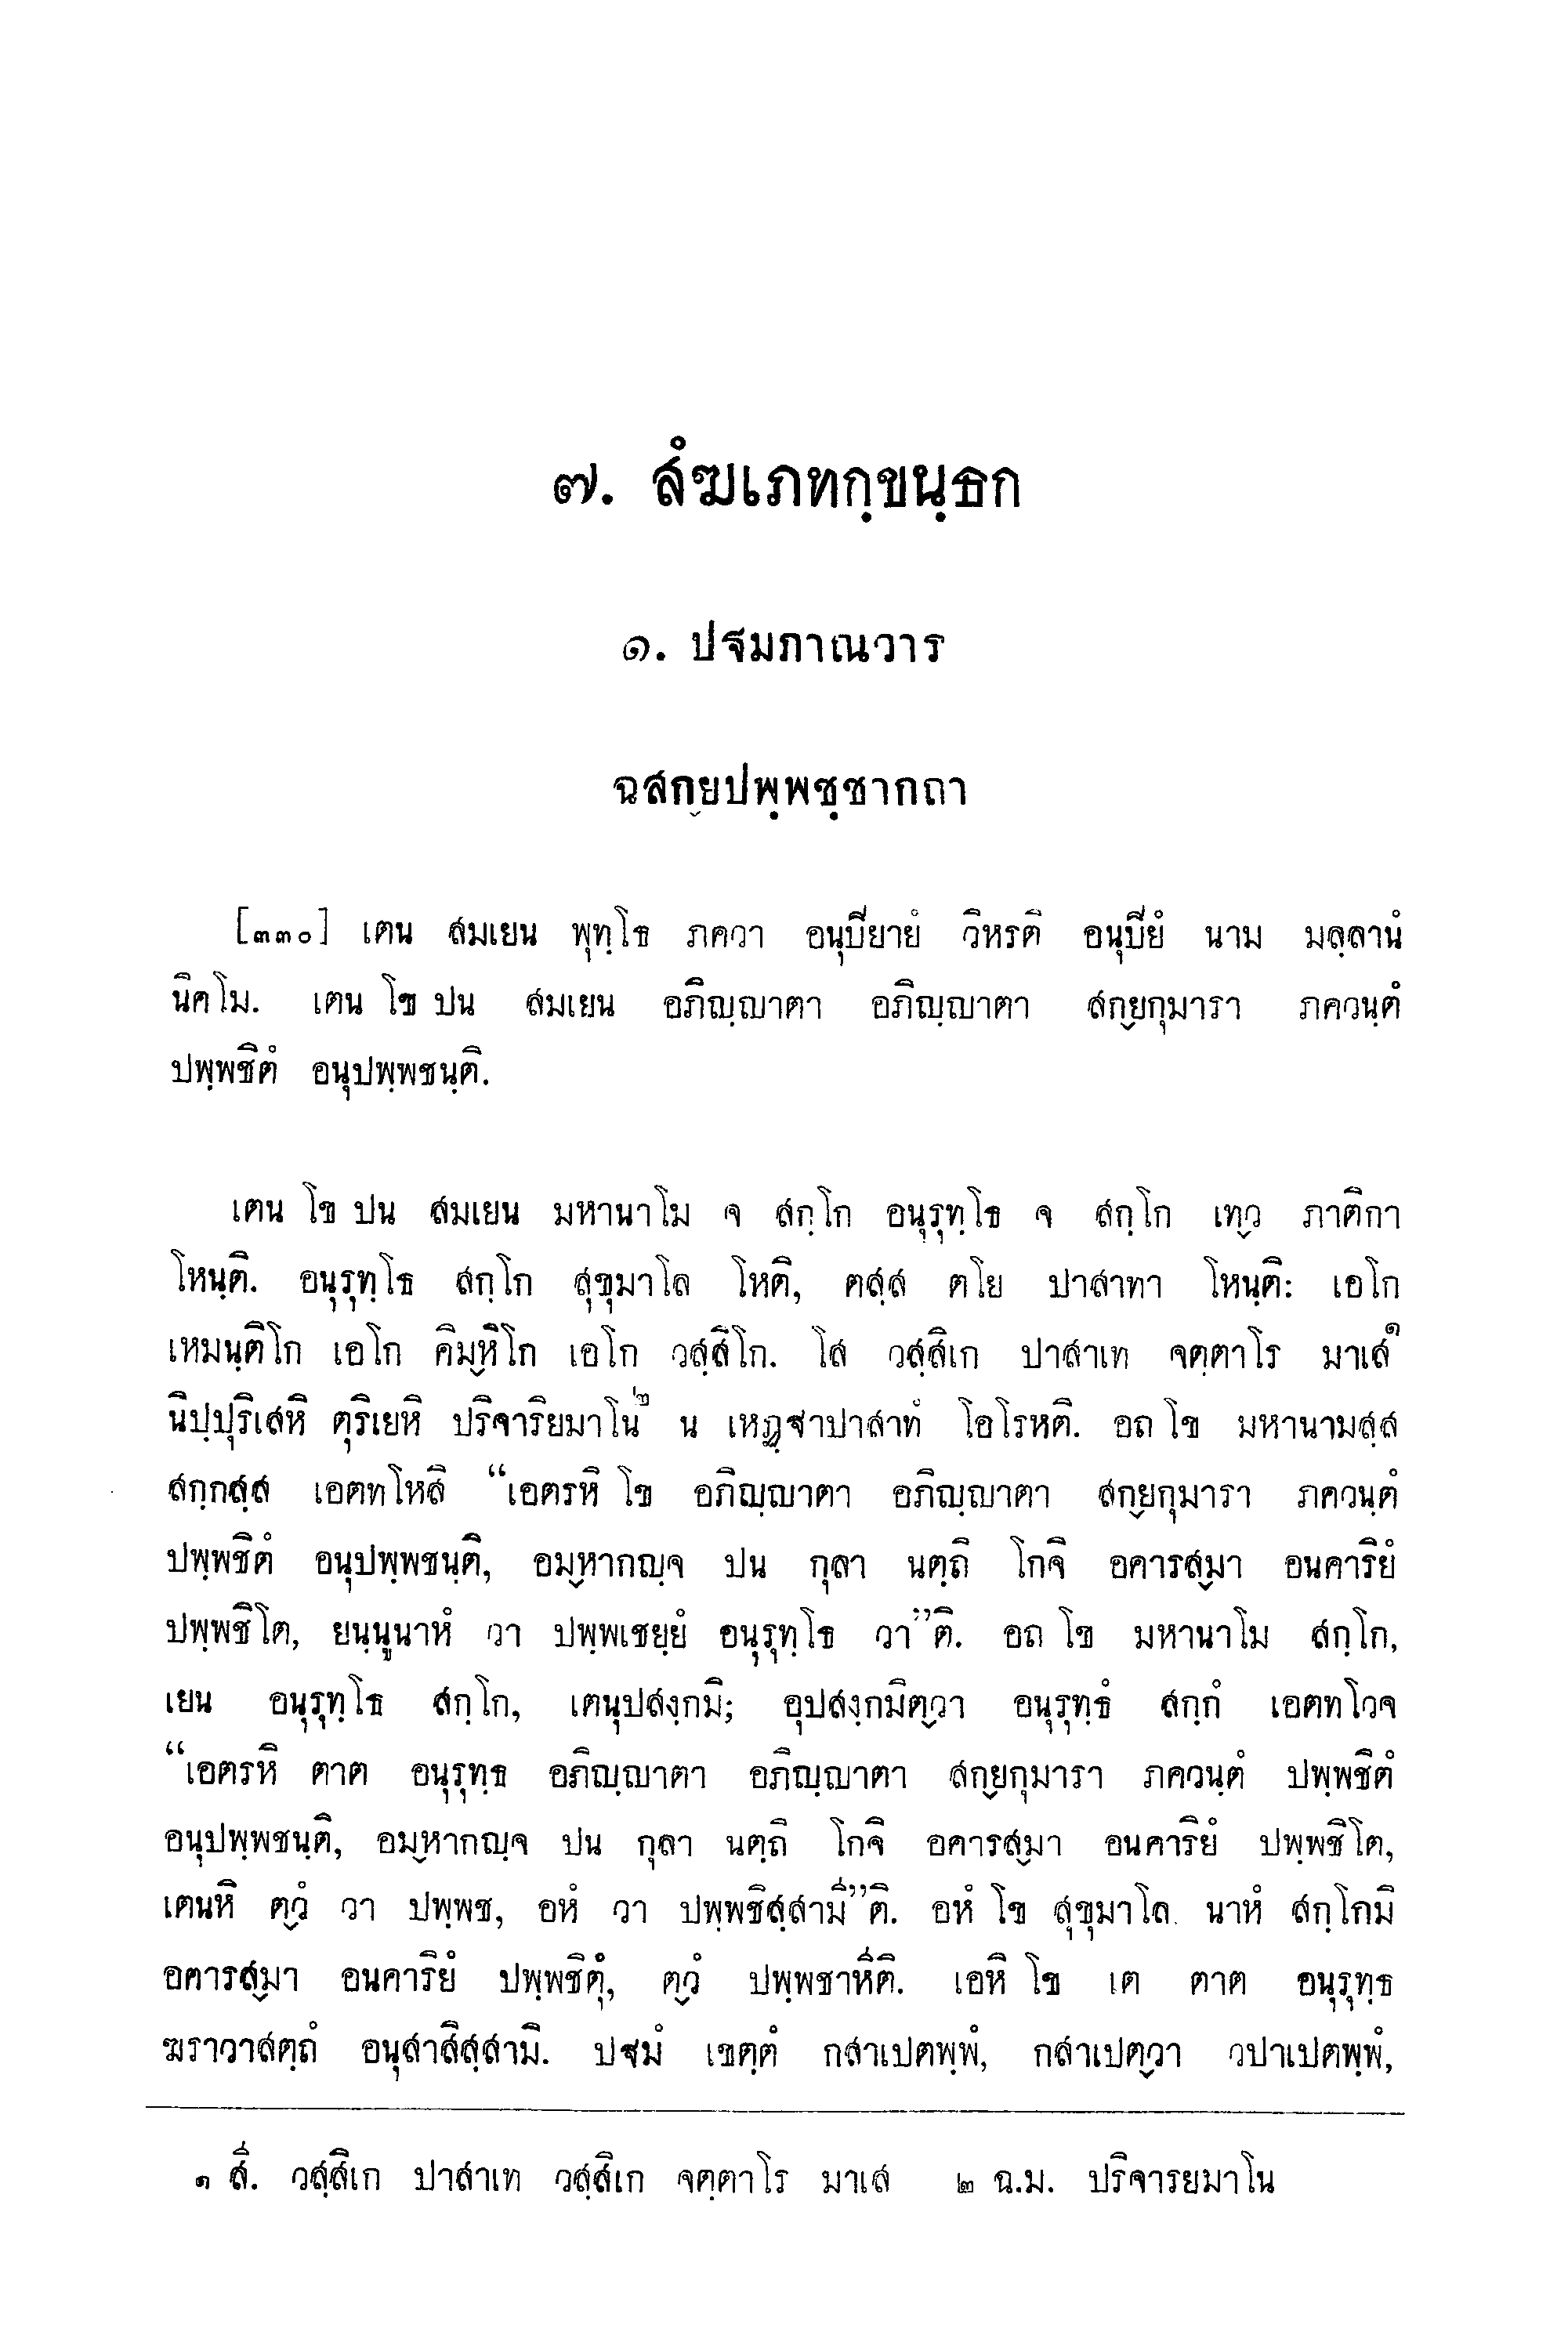 ๗. สํฆเภทกฺขนฺธก
๑. ปฐมภาณวาร
ฉสกฺยปพฺพชฺชากถา
[๓๓๐] เตน สมเยน พุทฺโธ ภควา อนุปิยายํ วิหรติ อนุปิยํ นาม มลฺลานํ
นิคโม. เตน โข ปน สมเยน อภิญฺญาตา อภิญฺญาตา สกฺยกุมารา ภควนฺตํ
ปพฺพชิตํ อนุปพฺพชนฺติ.
เตน โข ปน สมเยน มหานาโม จ สกฺโก อนุรุทฺโธ จ สกฺโก เทฺว ภาติกา
โหนฺติ. อนุรุทฺโธ สกฺโก สุขุมาโล โหติ, ตสฺส ตโย ปาสาทา โหนฺติ: เอโก
เหมนฺติโก เอโก คิมฺหิโก เอโก วสฺสิโก. โส วสฺสิเก ปาสาเท จตฺตาโร มาเส๑
นิปฺปุริเสหิ ตุริเยหิ ปริจาริยมาโน๒ น เหฏฺฐาปาสาทํ โอโรหติ. อถ โข มหานามสฺส
สกฺกสฺส เอตทโหสิ “เอตรหิ โข อภิญฺญาตา อภิญฺญาตา สกฺยกุมารา ภควนฺตํ
ปพฺพชิตํ อนุปพฺพชนฺติ, อมฺหากญฺจ ปน กุลา นตฺถิ โกจิ อคารสฺมา อนคาริยํ
ปพฺพชิโต, ยนฺนูนาหํ วา ปพฺพเชยฺยํ อนุรุทฺโธ วา”ติ. อถ โข มหานาโม สกฺโก,
เยน อนุรุทฺโธ สกฺโก, เตนุปสงฺกมิ; อุปสงฺกมิตฺวา อนุรุทฺธํ สกฺกํ เอตทโวจ
“เอตรหิ ตาต อนุรุทฺธ อภิญฺญาตา อภิญฺญาตา สกฺยกุมารา ภควนฺตํ ปพฺพชิตํ
อนุปพฺพชนฺติ, อมฺหากญฺจ ปน กุลา นตฺถิ โกจิ อคารสฺมา อนคาริยํ ปพฺพชิโต,
เตนหิ ตฺวํ วา ปพฺพช, อหํ วา ปพฺพชิสฺสามี”ติ. อหํ โข สุขุมาโล นาหํ สกฺโกมิ
อคารสฺมา อนคาริยํ ปพฺพชิตุํ, ตฺวํ ปพฺพชาหีติ. เอหิ โข เต ตาต อนุรุทฺธ
ฆราวาสตฺถํ อนุสาสิสฺสามิ. ปฐมํ เขตฺตํ กสาเปตพฺพํ, กสาเปตฺวา วปาเปตพฺพํ,
๑ สี. วสฺสิเก ปาสาเท วสฺสิเก จตฺตาโร มาเส ๒ ฉ.ม. ปริจารยมาโน